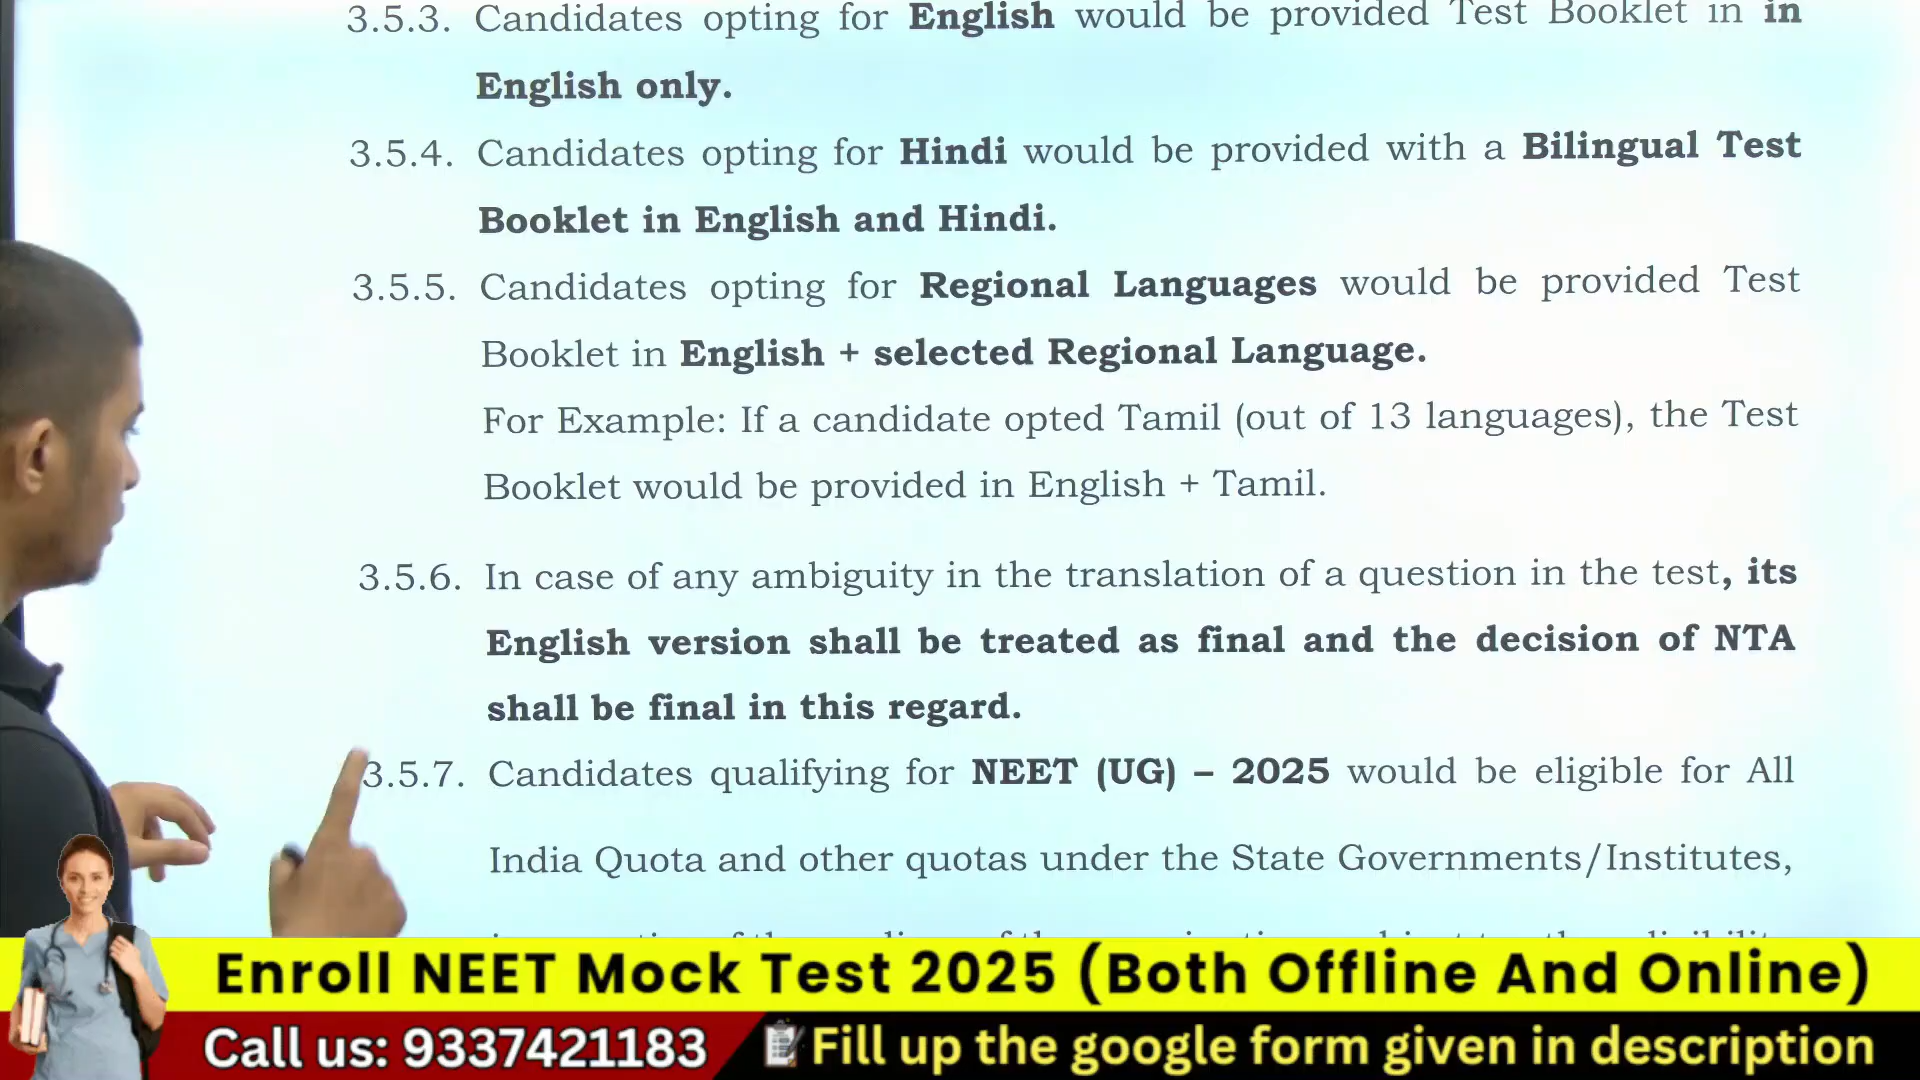 3.5.3. Candidates opting for English would be provided Test Booklet in in
English only.
3.5.4. Candidates opting for Hindi would be provided with a Bilingual Test
Booklet in English and Hindi.
3.5.5. Candidates opting for Regional Languages would be provided Test
Booklet in English + selected Regional Language.
For Example: If a candidate opted Tamil (out of 13 languages), the Test
Booklet would be provided in English + Tamil.
3.5.6. In case of any ambiguity in the translation of a question in the test, its
English version shall be treated as final and the decision of NTA
shall be final in this regard.
3.5.7. Candidates qualifying for NEET (UG) – 2025 would be eligible for All
India Quota and other quotas under the State Governments/Institutes,
Enroll NEET Mock Test 2025 (Both Offline And Online)
Call us: 9337421183
Fill up the google form given in description